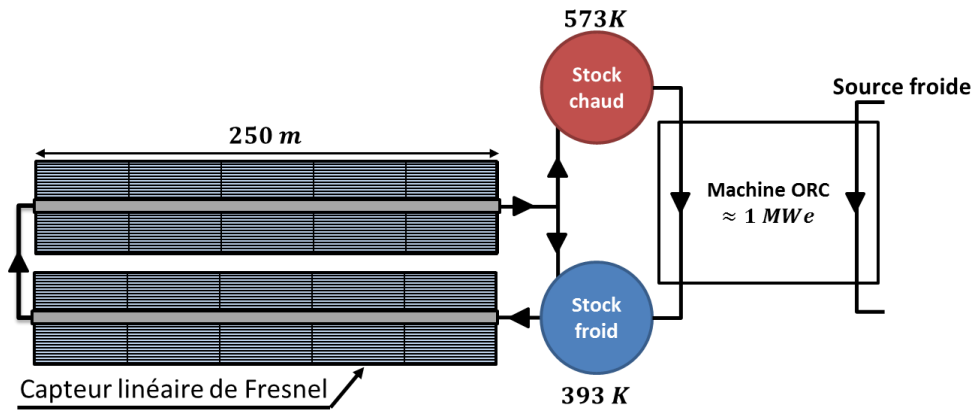 573K
Stock
chaud
Source froide
250 m
Machine ORC
≈ 1 MWe
Stock
froid
Capteur linéaire de Fresnel
393 K